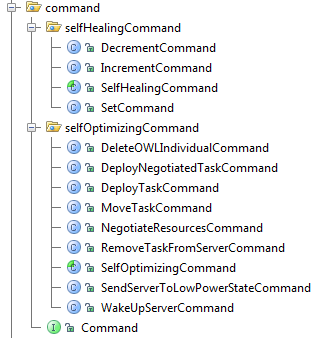 command
selfHealingCommand
DecrementCommand
IncrementCommand
SelfHealingCommand
SetCommand
selfOptimizingCommand
DeleteOWLIndividualCommand
DeployNegotiatedTaskCommand
DeployTaskCommand
MoveTaskCommand
NegotiateResourcesCommand
RemoveTaskFromServerCommand
SelfOptimizingCommand
SendServerToLowPowerStateCommand
WakeUpServerCommand
Command